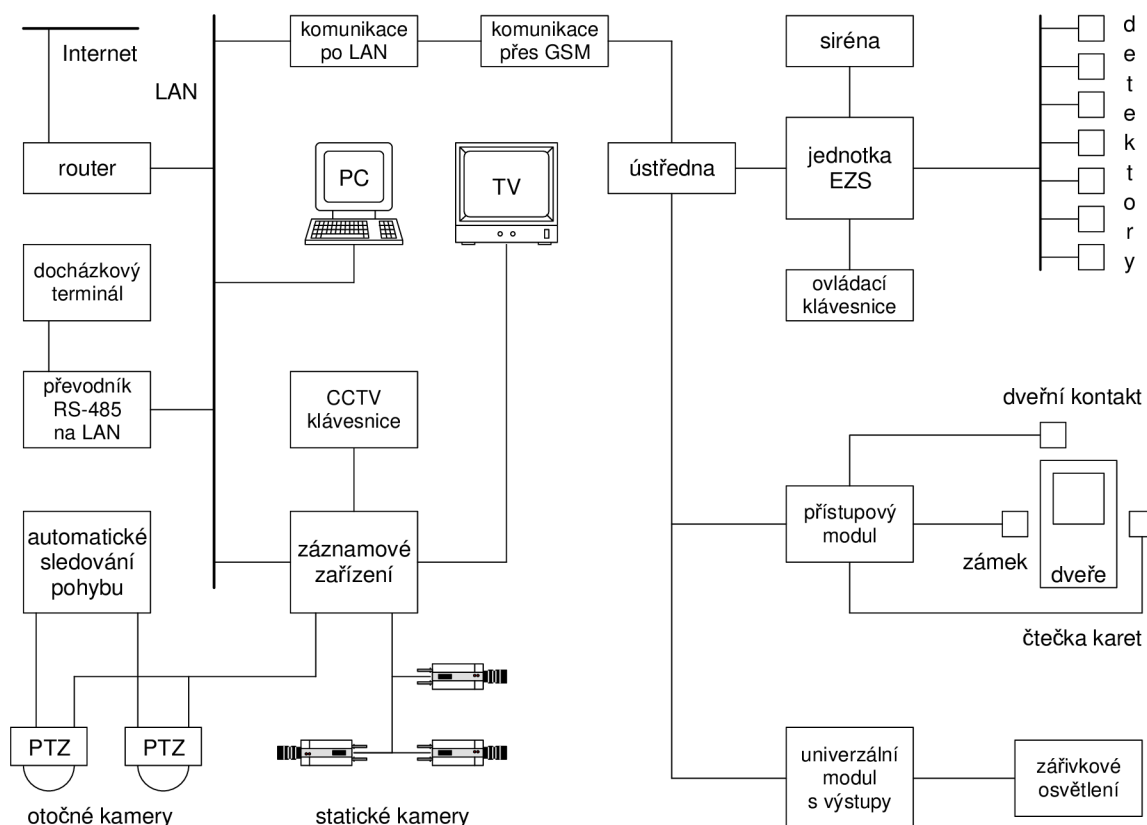 Internet
LAN
komunikace
po LAN
komunikace
přes GSM
siréna
detektory
router
PC
TV
ústředna
jednotka
EZS
docházkový
terminál
ovládací
klávesnice
převodník
RS-485
na LAN
CCTV
klávesnice
dveřní kontakt
automatické
sledování
pohybu
záznamové
zařízení
přístupový
modul
zámek
dveře
čtečka karet
PTZ
PTZ
otočné kamery
statické kamery
univerzální
modul
s výstupy
zářivkové
osvětlení